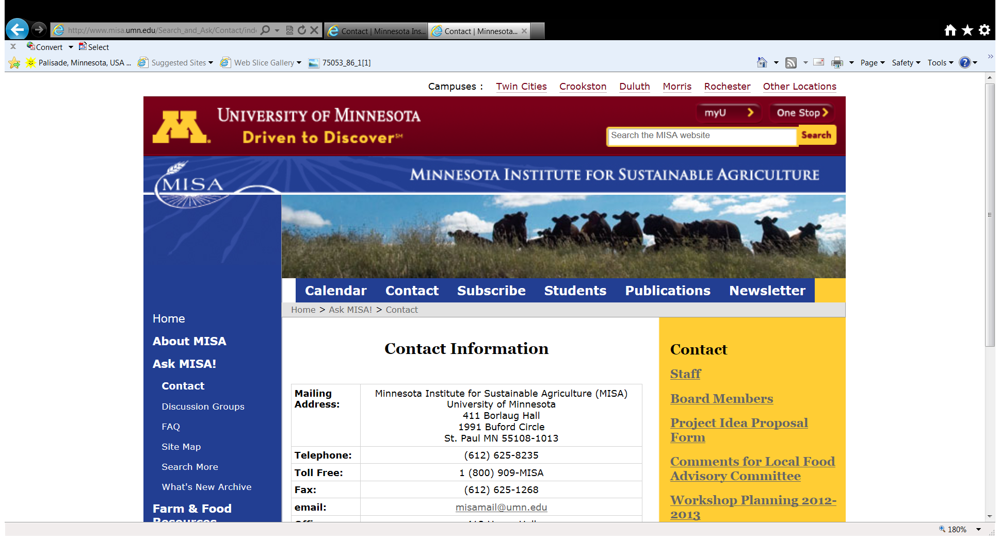 http://www.misa.umn.edu/Search_and_Ask/Contact/ind
Contact | Minnesota Ins...
Contact | Minnesota...
x Convert Select
Palisade, Minnesota, USA ... Suggested Sites Web Slice Gallery 75053_86_1[1]
Page Safety Tools
Campuses : Twin Cities Crookston Duluth Morris Rochester Other Locations
M UNIVERSITY OF MINNESOTA
Driven to Discover℠
myU > One Stop >
Search the MISA website Search
MISA
MINNESOTA INSTITUTE FOR SUSTAINABLE AGRICULTURE
Calendar Contact Subscribe Students Publications Newsletter
Home > Ask MISA! > Contact
Home
About MISA
Ask MISA!
Contact
Discussion Groups
FAQ
Site Map
Search More
What's New Archive
Farm & Food
Resources
Contact Information
Mailing
Address:
Minnesota Institute for Sustainable Agriculture (MISA)
University of Minnesota
411 Borlaug Hall
1991 Buford Circle
St. Paul MN 55108-1013
Telephone: (612) 625-8235
Toll Free: 1 (800) 909-MISA
Fax: (612) 625-1268
email: misamail@umn.edu
Contact
Staff
Board Members
Project Idea Proposal
Form
Comments for Local Food
Advisory Committee
Workshop Planning 2012-
2013
180%